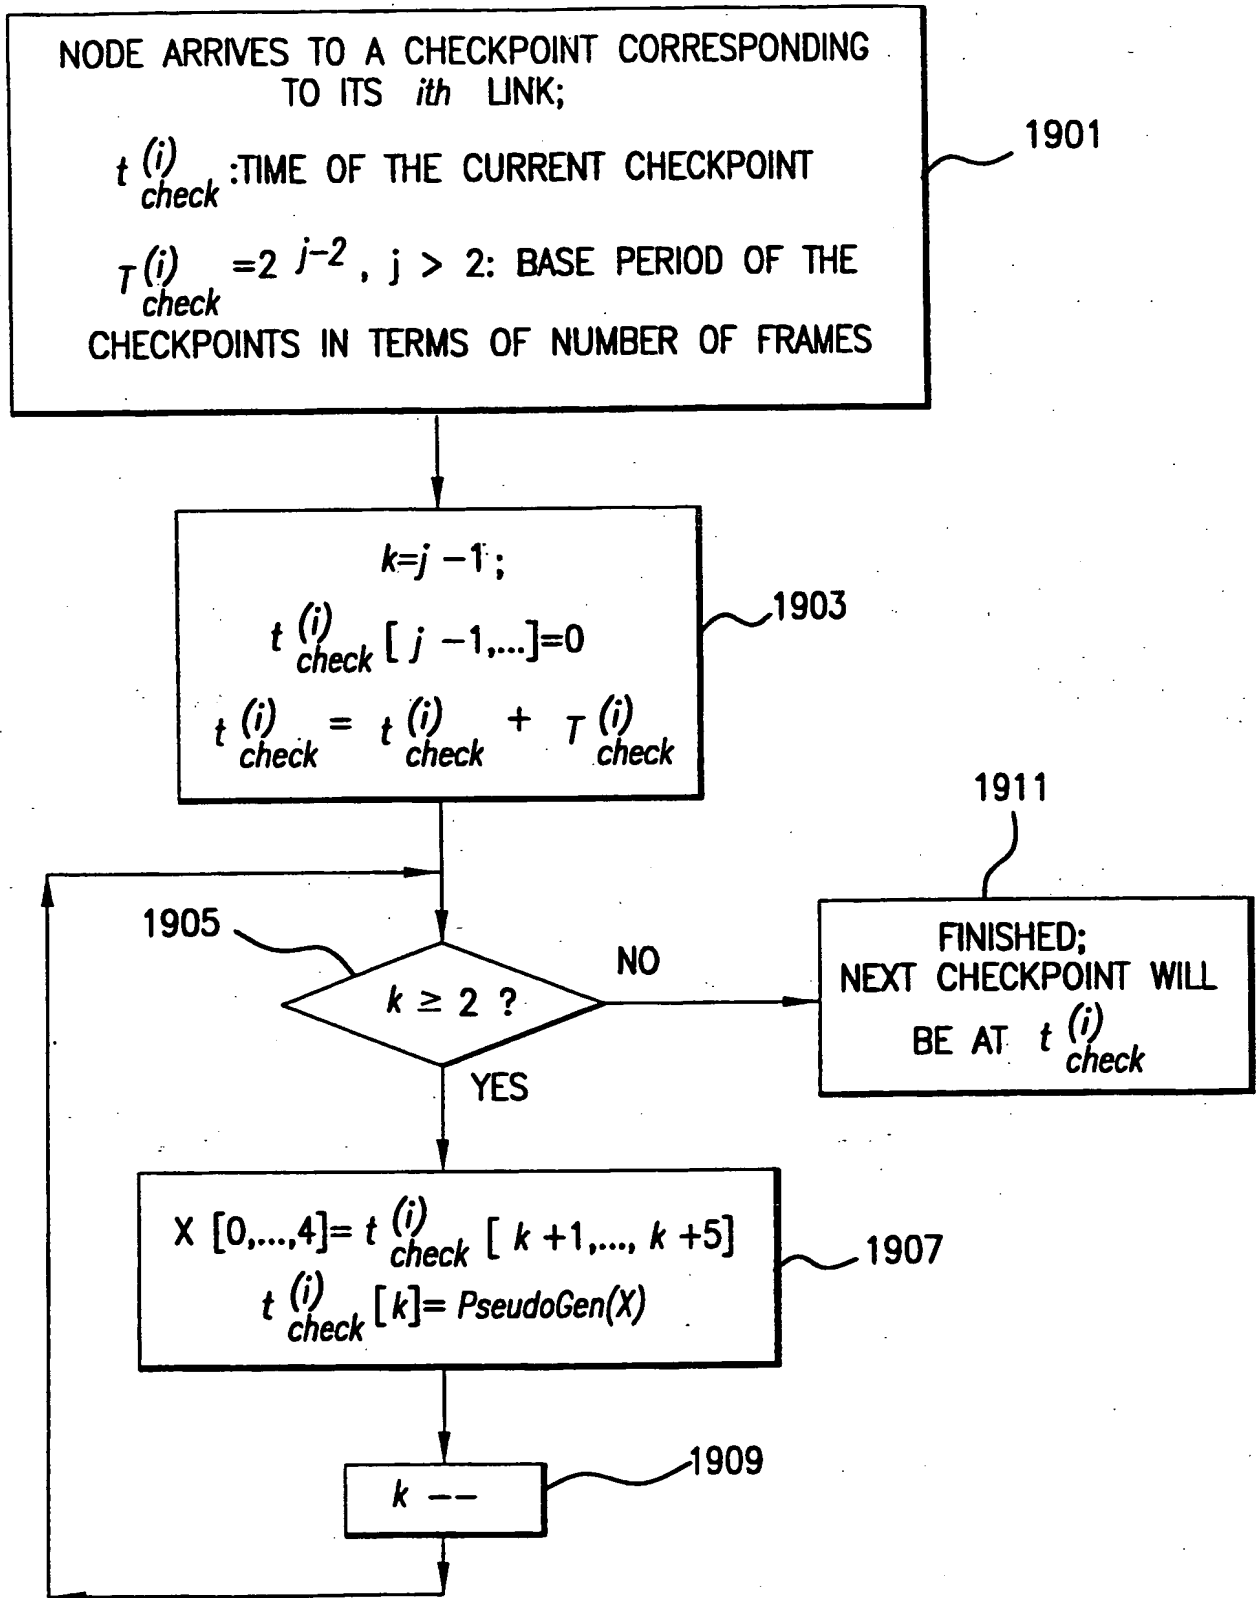 NODE ARRIVES TO A CHECKPOINT CORRESPONDING
TO ITS ith LINK;
t (i) check :TIME OF THE CURRENT CHECKPOINT
T (i) check =2 j-2 , j > 2: BASE PERIOD OF THE
CHECKPOINTS IN TERMS OF NUMBER OF FRAMES
1901
k=j -1;
t (i) check [ j -1,...]=0
t (i) check = t (i) check + T (i) check
1903
1905
k ≥ 2 ?
NO
YES
1911
FINISHED;
NEXT CHECKPOINT WILL
BE AT t (i) check
X [0,...,4]= t (i) check [ k +1,..., k +5]
t (i) check [k]= PseudoGen(X)
1907
k --
1909